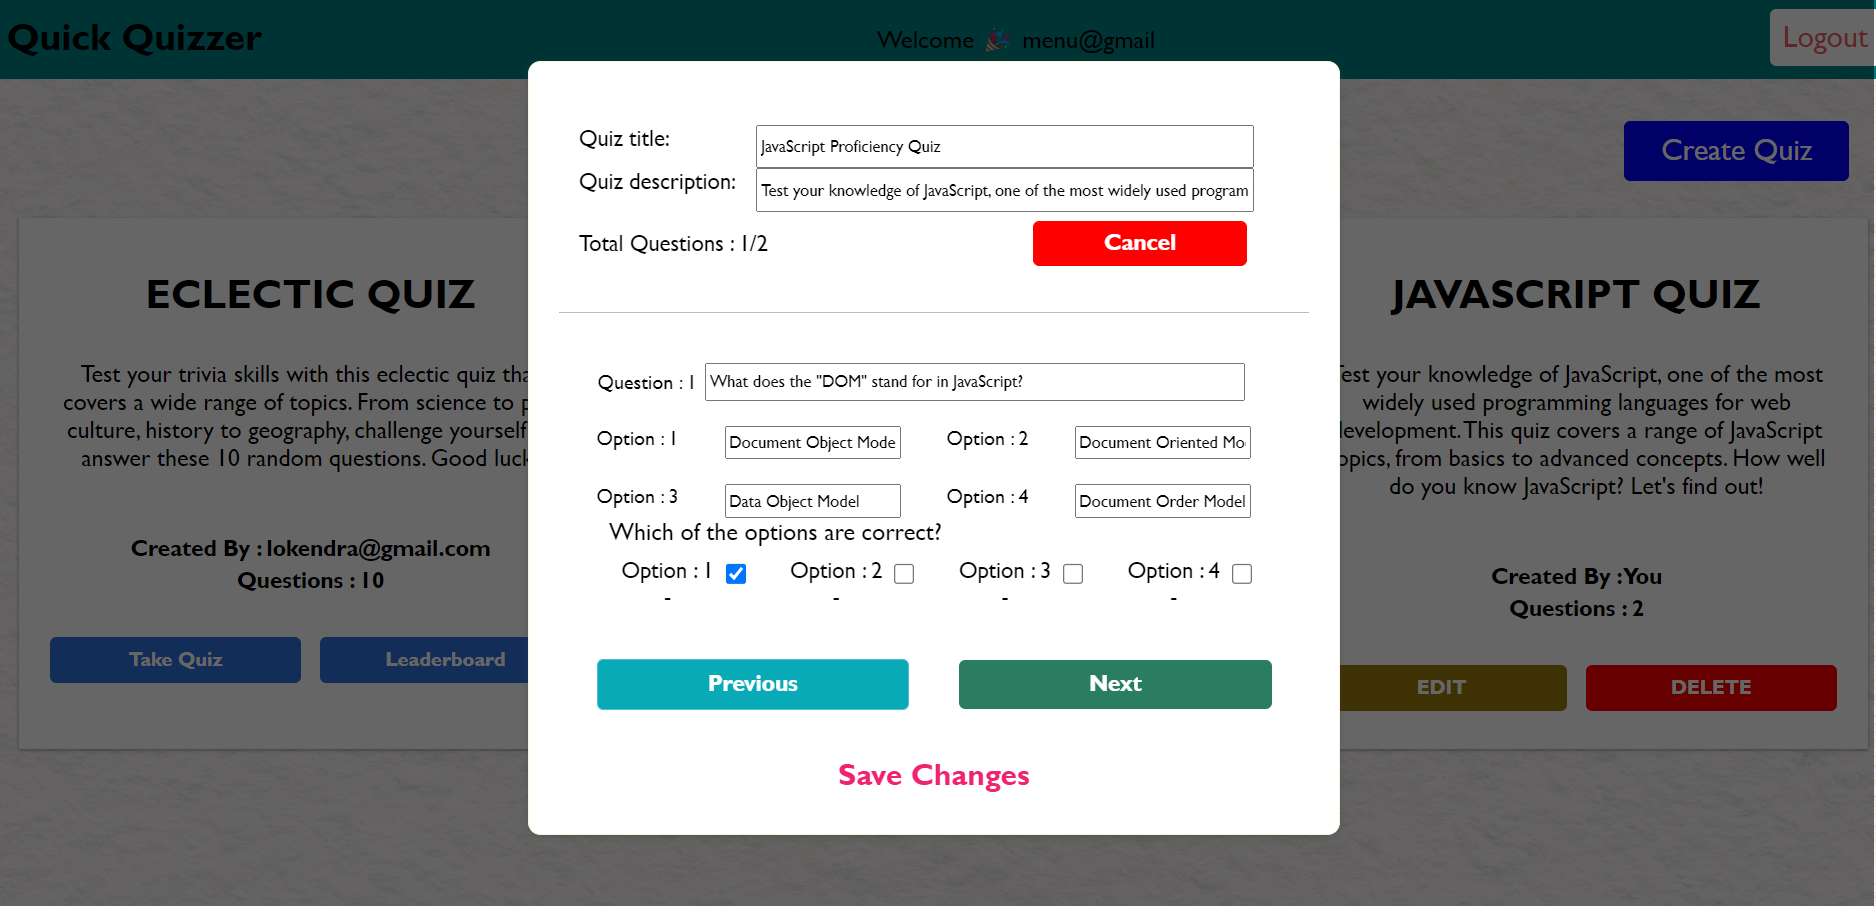 Quick Quizzer
Welcome 🎉 menu@gmail
Logout
Create Quiz
ECLECTIC QUIZ
Test your trivia skills with this eclectic quiz
covers a wide range of topics. From science to
culture, history to geography, challenge yourself
answer these 10 random questions. Good
Created By : lokendra@gmail.com
Questions : 10
Take Quiz
Leaderboard
Quiz title:
JavaScript Proficiency Quiz
Quiz description:
Test your knowledge of JavaScript, one of the most widely used program
Total Questions : 1/2
Cancel
Question : 1
What does the "DOM" stand for in JavaScript?
Option : 1
Document Object Mode
Option : 2
Document Oriented Mo
Option : 3
Data Object Model
Option : 4
Document Order Model
Which of the options are correct?
Option : 1
Option : 2
Option : 3
Option : 4
- - - -
Previous
Next
Save Changes
JAVASCRIPT QUIZ
your knowledge of JavaScript, one of the most
widely used programming languages for web
development. This quiz covers a range of JavaScript
topics, from basics to advanced concepts. How well
do you know JavaScript? Let's find out!
Created By :You
Questions : 2
EDIT
DELETE